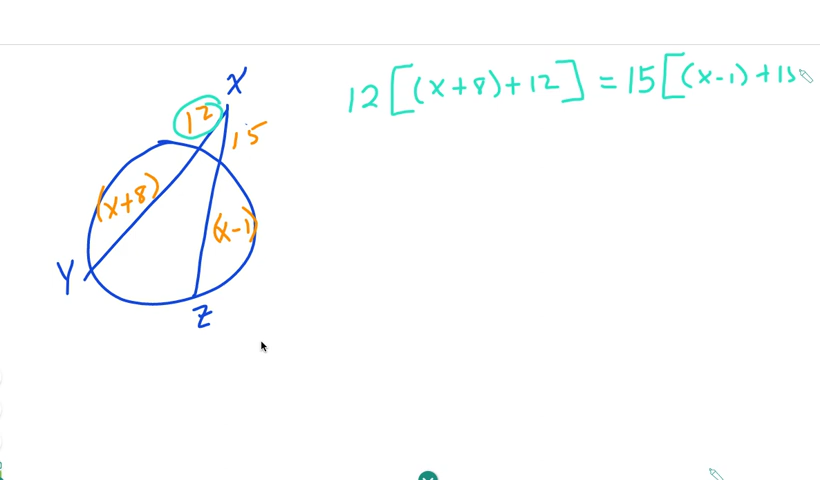 X
12[(x+8)+12] = 15[(x-1)+15
12
15
(x+8)
(x-1)
Y
Z